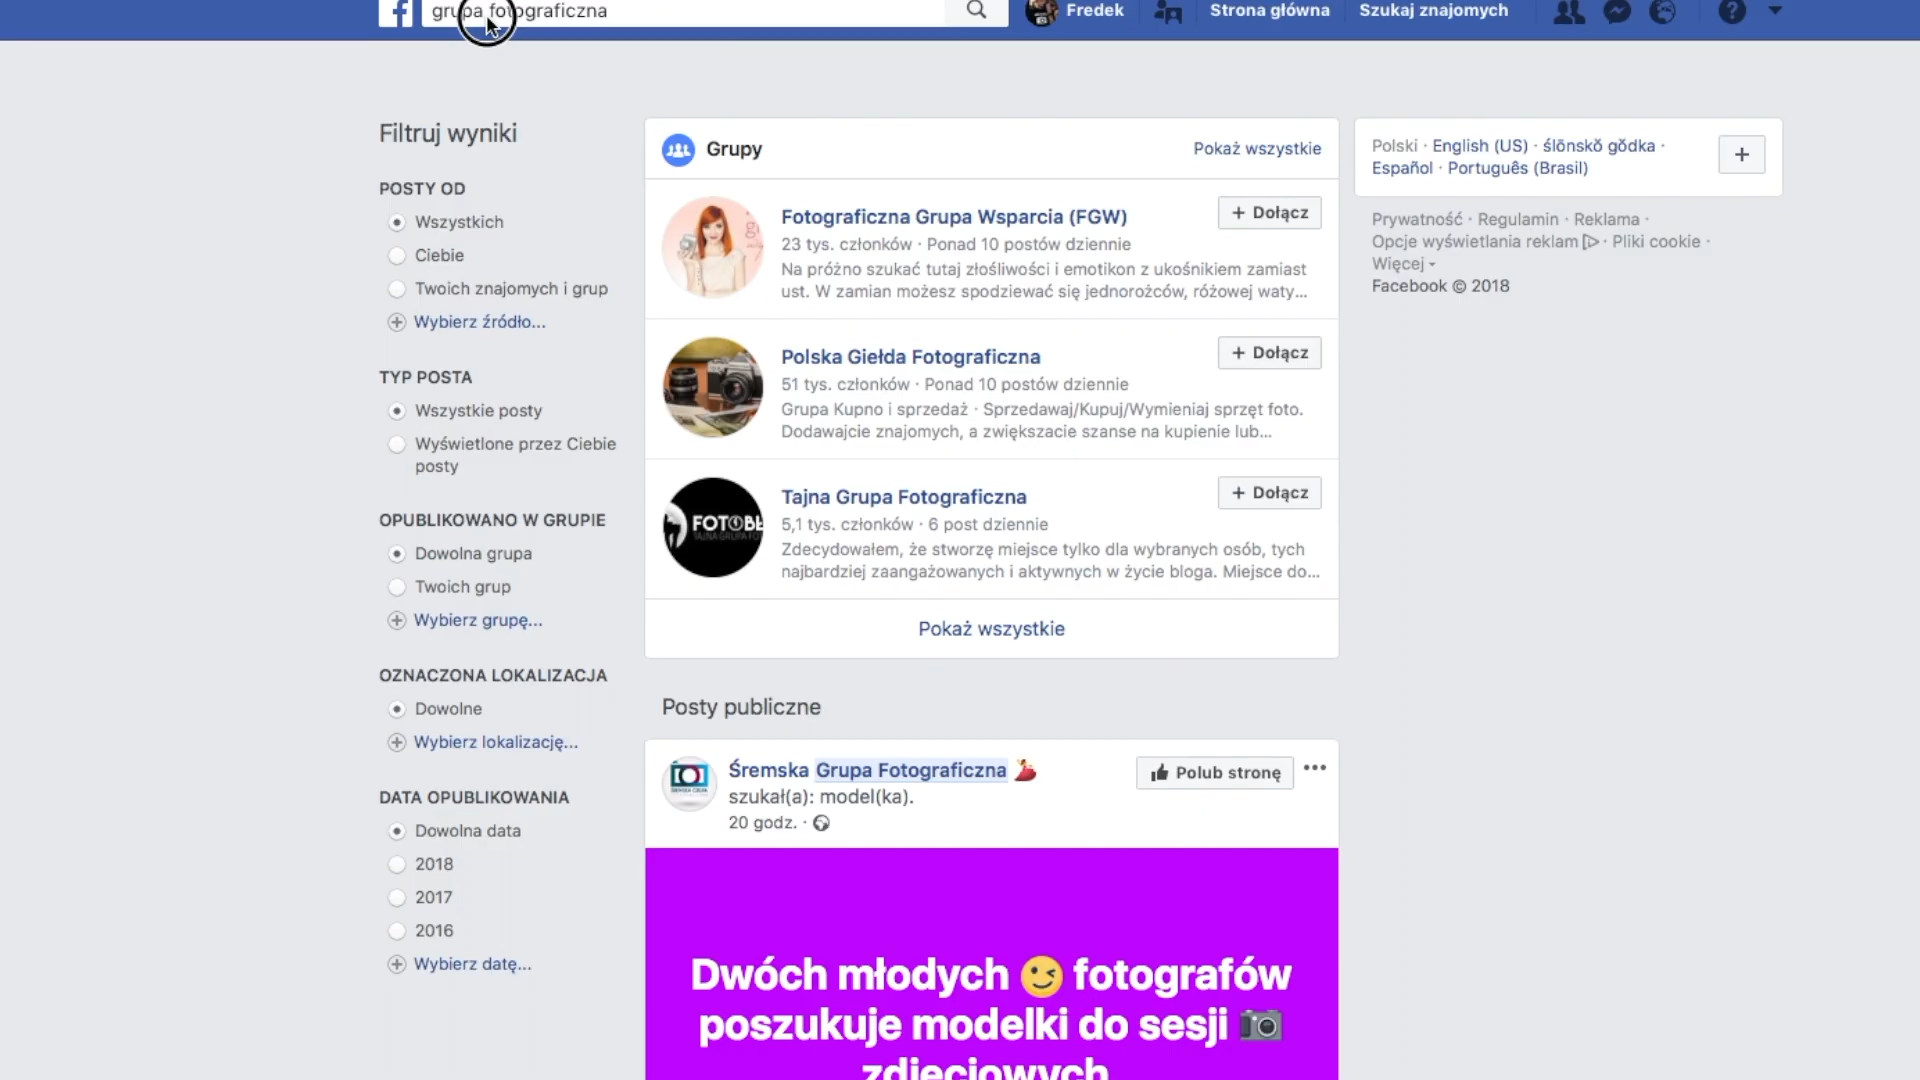 grupa fotograficzna
Fredek
Strona główna
Szukaj znajomych
Filtruj wyniki
POSTY OD
Wszystkich
Ciebie
Twoich znajomych i grup
Wybierz źródło...
TYP POSTA
Wszystkie posty
Wyświetlone przez Ciebie
posty
OPUBLIKOWANO W GRUPIE
Dowolna grupa
Twoich grup
Wybierz grupę...
OZNACZONA LOKALIZACJA
Dowolne
Wybierz lokalizację...
DATA OPUBLIKOWANIA
Dowolna data
2018
2017
2016
Wybierz datę...
Grupy
Pokaż wszystkie
Fotograficzna Grupa Wsparcia (FGW)
+ Dołącz
23 tys. członków · Ponad 10 postów dziennie
Na próżno szukać tutaj złośliwości i emotikon z ukośnikiem zamiast
ust. W zamian możesz spodziewać się jednorożców, różowej waty...
Polska Giełda Fotograficzna
+ Dołącz
51 tys. członków · Ponad 10 postów dziennie
Grupa Kupno i sprzedaż · Sprzedawaj/Kupuj/Wymieniaj sprzęt foto.
Dodawajcie znajomych, a zwiększacie szanse na kupienie lub...
FOTOBŁ
Tajna Grupa Fotograficzna
+ Dołącz
5,1 tys. członków · 6 post dziennie
Zdecydowałem, że stworzę miejsce tylko dla wybranych osób, tych
najbardziej zaangażowanych i aktywnych w życie bloga. Miejsce do...
Pokaż wszystkie
Posty publiczne
Śremska Grupa Fotograficzna 💃
szukał(a): model(ka).
20 godz. ·
Polub stronę
Dwóch młodych 😉 fotografów
poszukuje modelki do sesji 📷
zdjęciowych
Polski · English (US) · ślōnskŏ gŏdka ·
Español · Português (Brasil)
Prywatność · Regulamin · Reklama ·
Opcje wyświetlania reklam · Pliki cookie ·
Więcej
Facebook © 2018